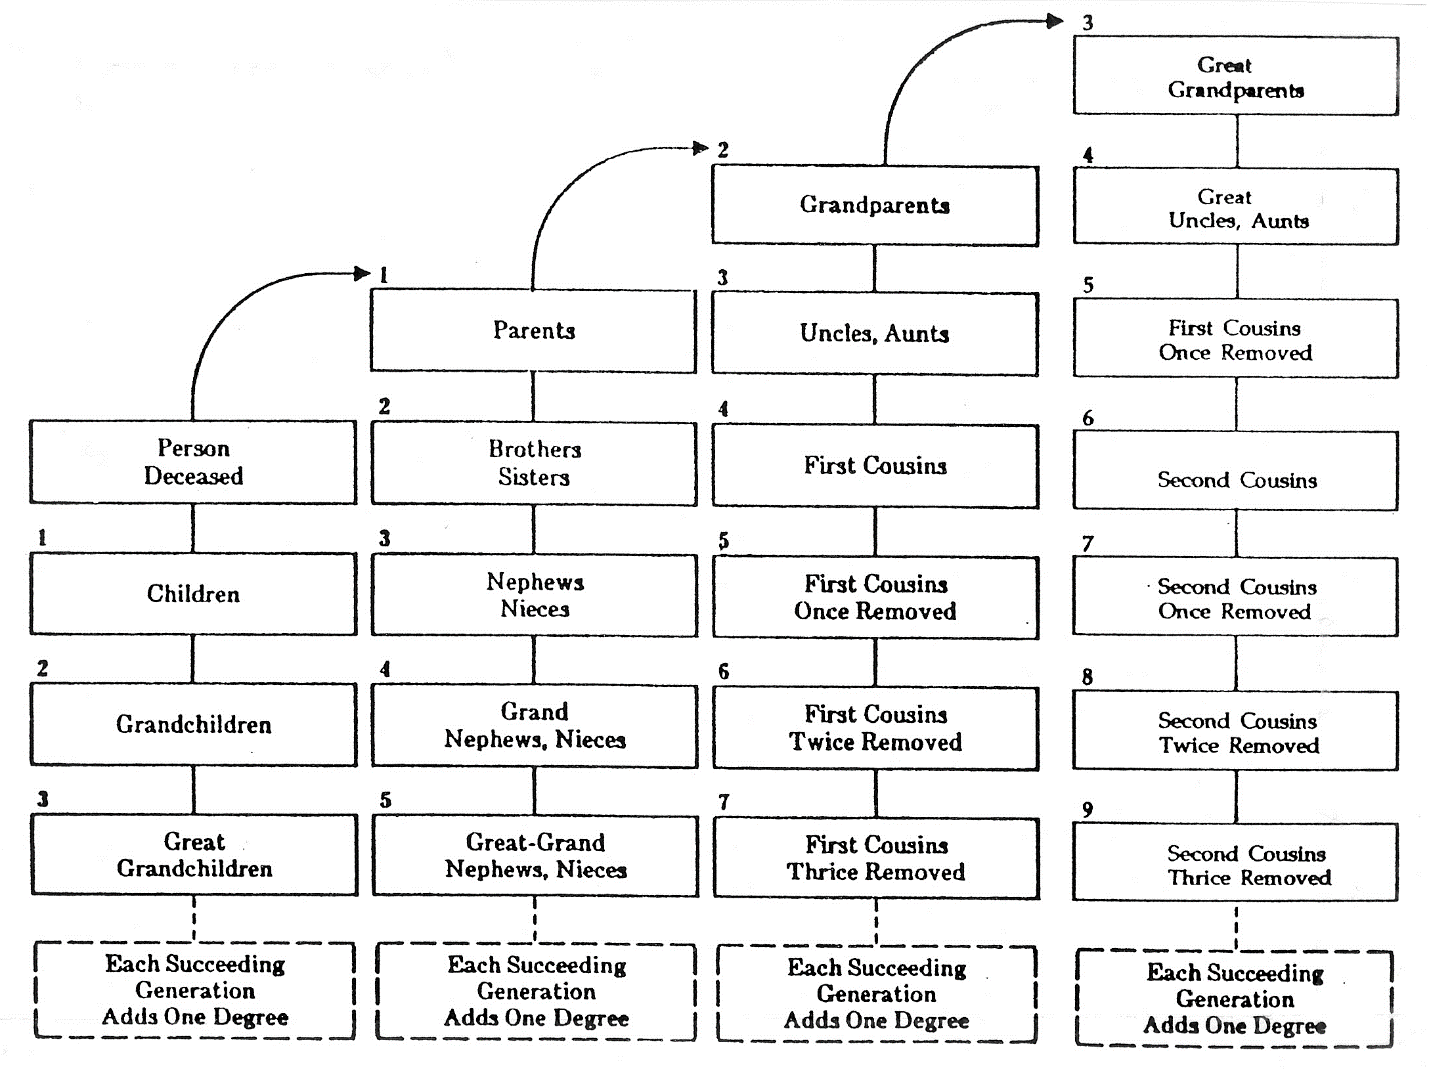 Person
Deceased
1
Children
2
Grandchildren
3
Great
Grandchildren
Each Succeeding
Generation
Adds One Degree
1
Parents
2
Brothers
Sisters
3
Nephews
Nieces
4
Grand
Nephews, Nieces
5
Great-Grand
Nephews, Nieces
Each Succeeding
Generation
Adds One Degree
2
Grandparents
3
Uncles, Aunts
4
First Cousins
5
First Cousins
Once Removed
6
First Cousins
Twice Removed
7
First Cousins
Thrice Removed
Each Succeeding
Generation
Adds One Degree
3
Great
Grandparents
4
Great
Uncles, Aunts
5
First Cousins
Once Removed
6
Second Cousins
7
Second Cousins
Once Removed
8
Second Cousins
Twice Removed
9
Second Cousins
Thrice Removed
Each Succeeding
Generation
Adds One Degree